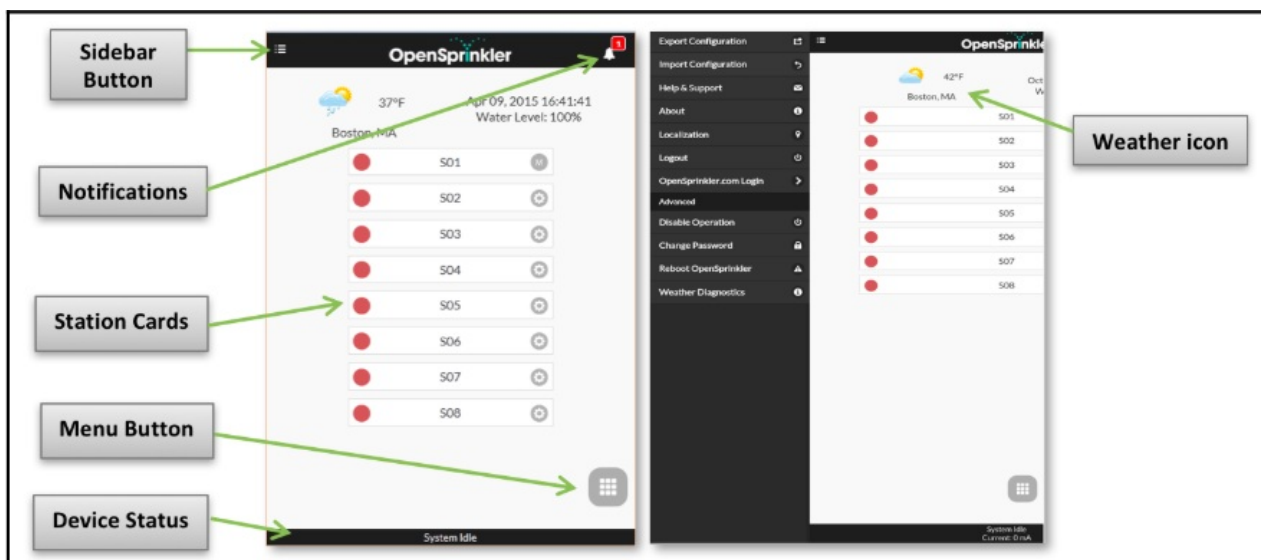 Sidebar
Button
Notifications
Station Cards
Menu Button
Device Status
OpenSprinkler
1
37°F
Boston, MA
Apr 09, 2015 16:41:41
Water Level: 100%
S01
M
S02
S03
S04
S05
S06
S07
S08
System Idle
Export Configuration
Import Configuration
Help & Support
About
Localization
Logout
OpenSprinkler.com Login
Advanced
Disable Operation
Change Password
Reboot OpenSprinkler
Weather Diagnostics
OpenSprinkle
42°F
Boston, MA
Oct
W
S01
S02
S03
S04
S05
S06
S07
S08
System Idle
Current: 0 mA
Weather icon